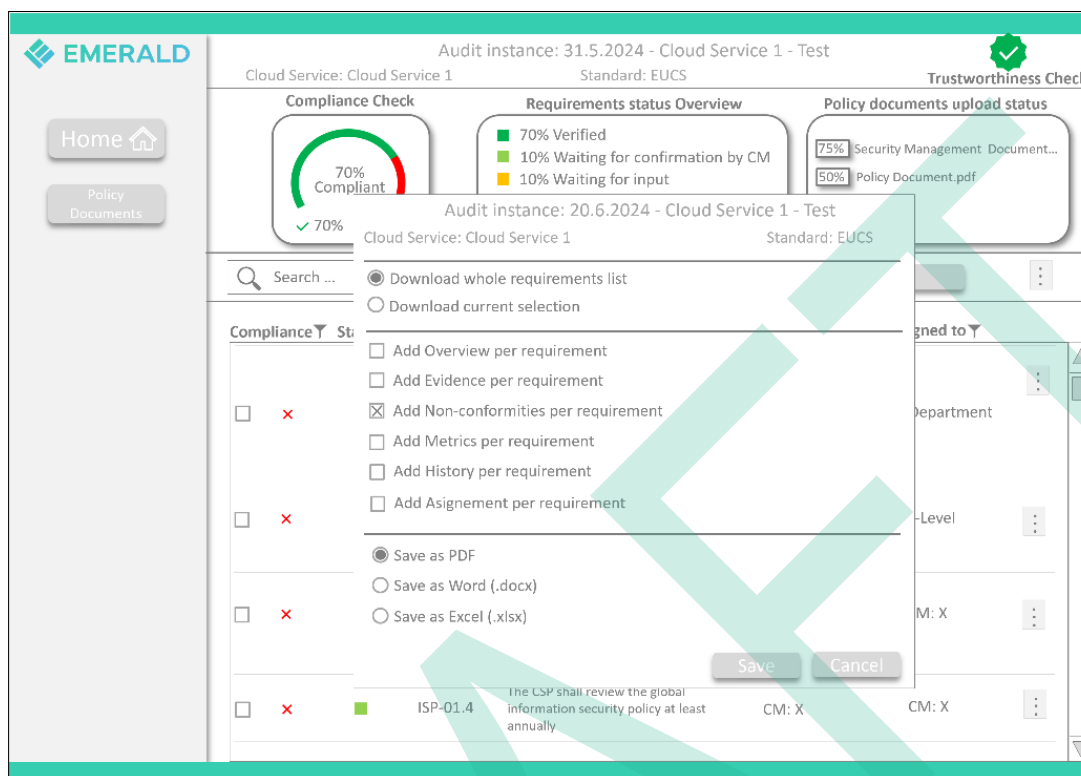 EMERALD
Audit instance: 31.5.2024 - Cloud Service 1 - Test
Cloud Service: Cloud Service 1 Standard: EUCS
Trustworthiness Check
Home
Policy
Documents
Compliance Check
70%
Compliant
70%
Requirements status Overview
70% Verified
10% Waiting for confirmation by CM
10% Waiting for input
Policy documents upload status
75% Security Management Document...
50% Policy Document.pdf
Search ...
Audit instance: 20.6.2024 - Cloud Service 1 - Test
Cloud Service: Cloud Service 1 Standard: EUCS
Download whole requirements list
Download current selection
Add Overview per requirement
Add Evidence per requirement
Add Non-conformities per requirement
Add Metrics per requirement
Add History per requirement
Add Asignement per requirement
Save as PDF
Save as Word (.docx)
Save as Excel (.xlsx)
Save Cancel
Compliance Sta gned to
Department
-Level
M: X
ISP-01.4
The CSP shall review the global
information security policy at least
annually
CM: X
CM: X